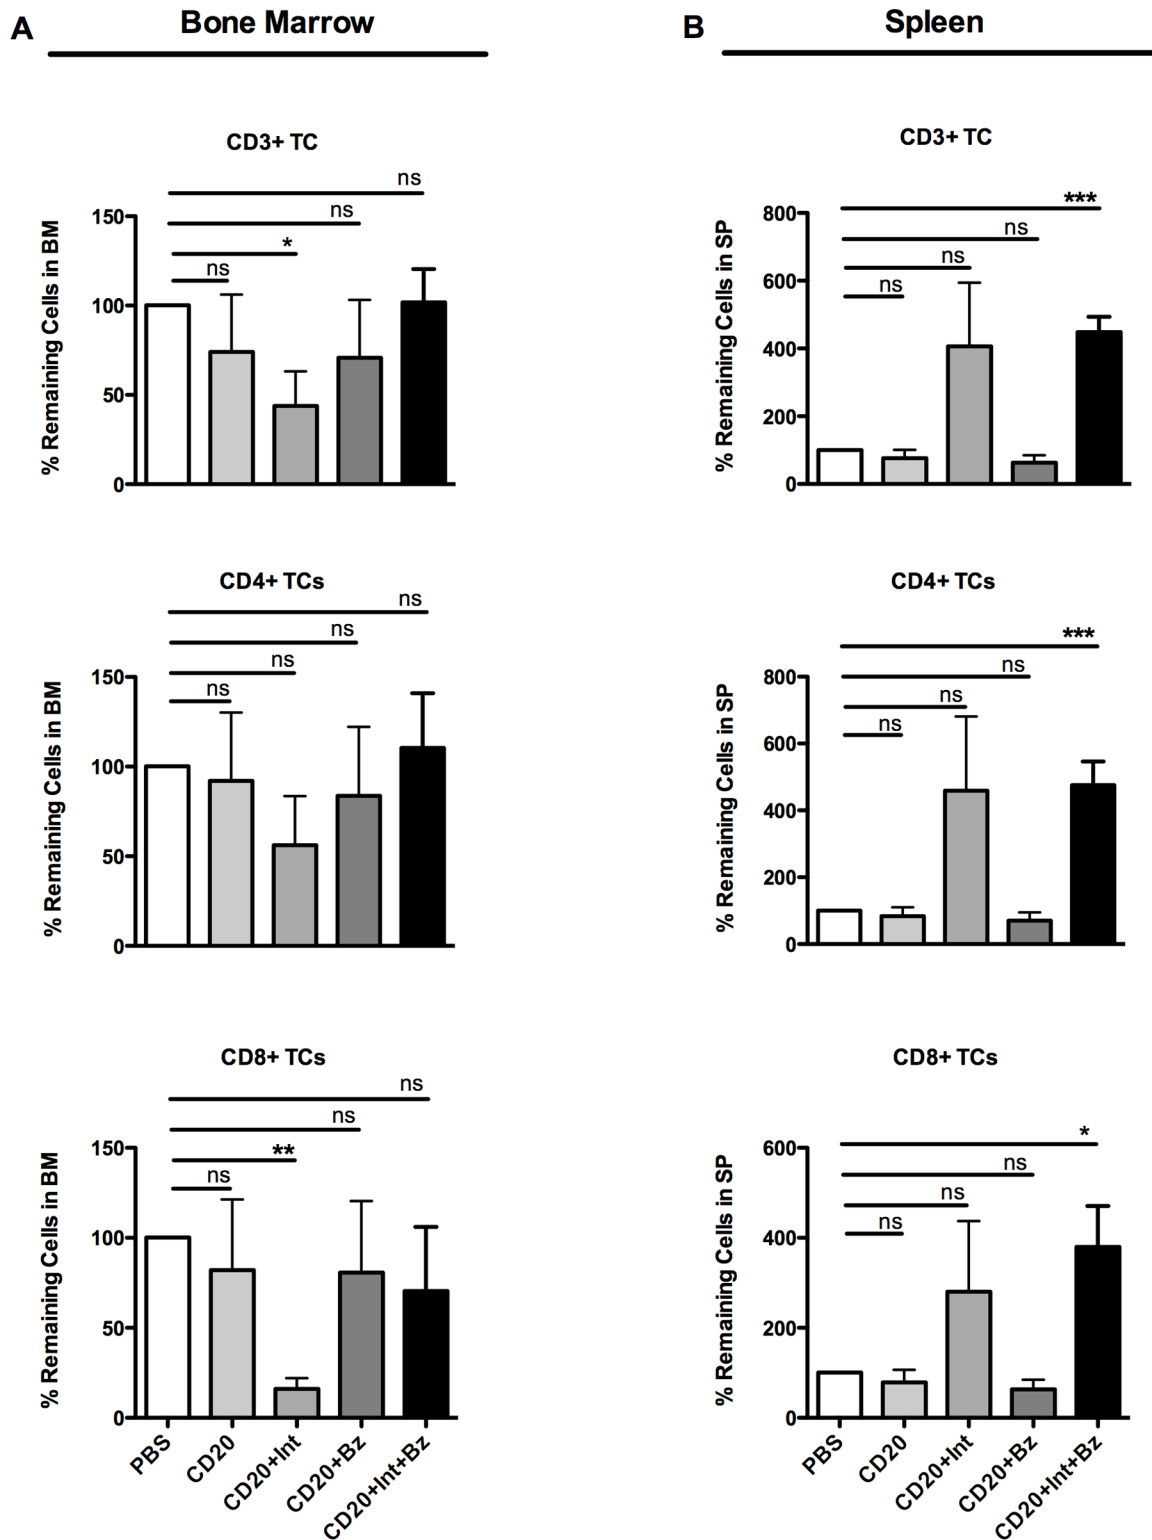 A
Bone Marrow
CD3+ TC
ns
ns
*
ns
% Remaining Cells in BM
150
100
50
0
CD4+ TCs
ns
ns
ns
ns
% Remaining Cells in BM
150
100
50
0
CD8+ TCs
ns
ns
**
ns
% Remaining Cells in BM
150
100
50
0
PBS
CD20
CD20+Int
CD20+Bz
CD20+Int+Bz
B
Spleen
CD3+ TC
***
ns
ns
ns
% Remaining Cells in SP
800
600
400
200
0
CD4+ TCs
***
ns
ns
ns
% Remaining Cells in SP
800
600
400
200
0
CD8+ TCs
*
ns
ns
ns
% Remaining Cells in SP
600
400
200
0
PBS
CD20
CD20+Int
CD20+Bz
CD20+Int+Bz